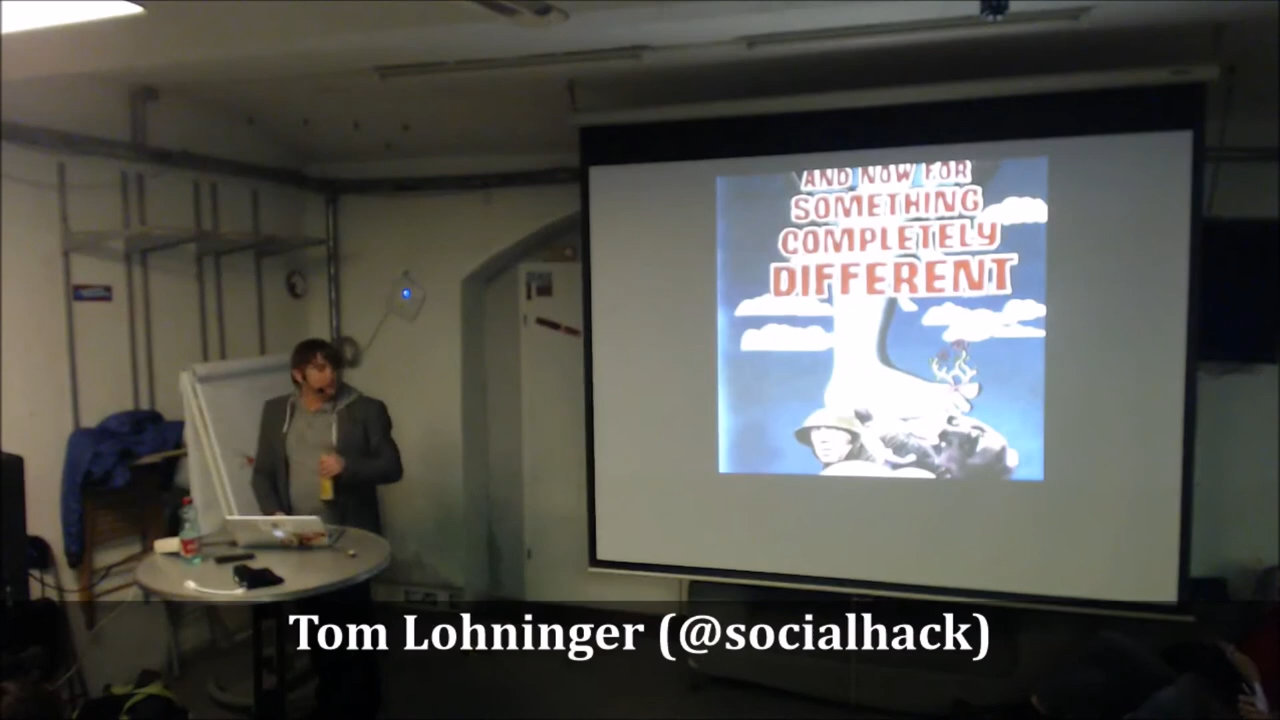 AND NOW FOR
SOMETHING
COMPLETELY
DIFFERENT
Tom Lohninger (@socialhack)